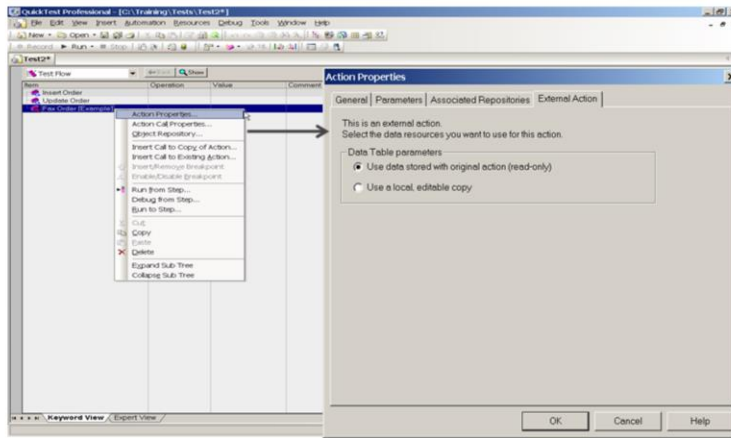 QuickTest Professional - [C:\Training\Tests\Test2*]
File Edit View Insert Automation Resources Debug Tools Window Help
New Open
Record Run Stop
Test2*
Test Flow Show
Item Operation Value Comment
Insert Order
Update Order
Fax Order [Example]
Action Properties...
Action Call Properties...
Object Repository...
Insert Call to Copy of Action...
Insert Call to Existing Action...
Insert/Remove Breakpoint
Enable/Disable Breakpoint
Run from Step...
Debug from Step...
Run to Step...
Cut
Copy
Paste
Delete
Expand Sub Tree
Collapse Sub Tree
Keyword View Expert View
Action Properties
General Parameters Associated Repositories External Action
This is an external action.
Select the data resources you want to use for this action.
Data Table parameters
Use data stored with original action (read-only)
Use a local, editable copy
OK Cancel Help